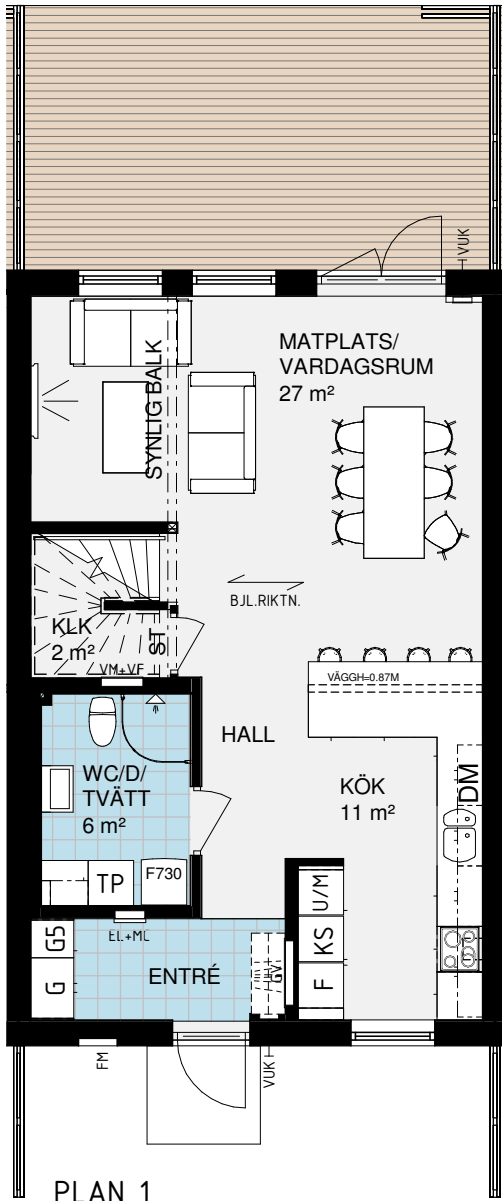 VUK
MATPLATS/
VARDAGSRUM
27 m²
SYNLIG BALK
BJL.RIKTN.
KLK
2 m²
ST
VM+VF
VÄGGH=0.87M
HALL
WC/D/
TVÄTT
6 m²
KÖK
11 m²
DM
TP
F730
U/M
KS
F
G5
G
EL+MC
ENTRÉ
GV
FM
VUK
PLAN 1